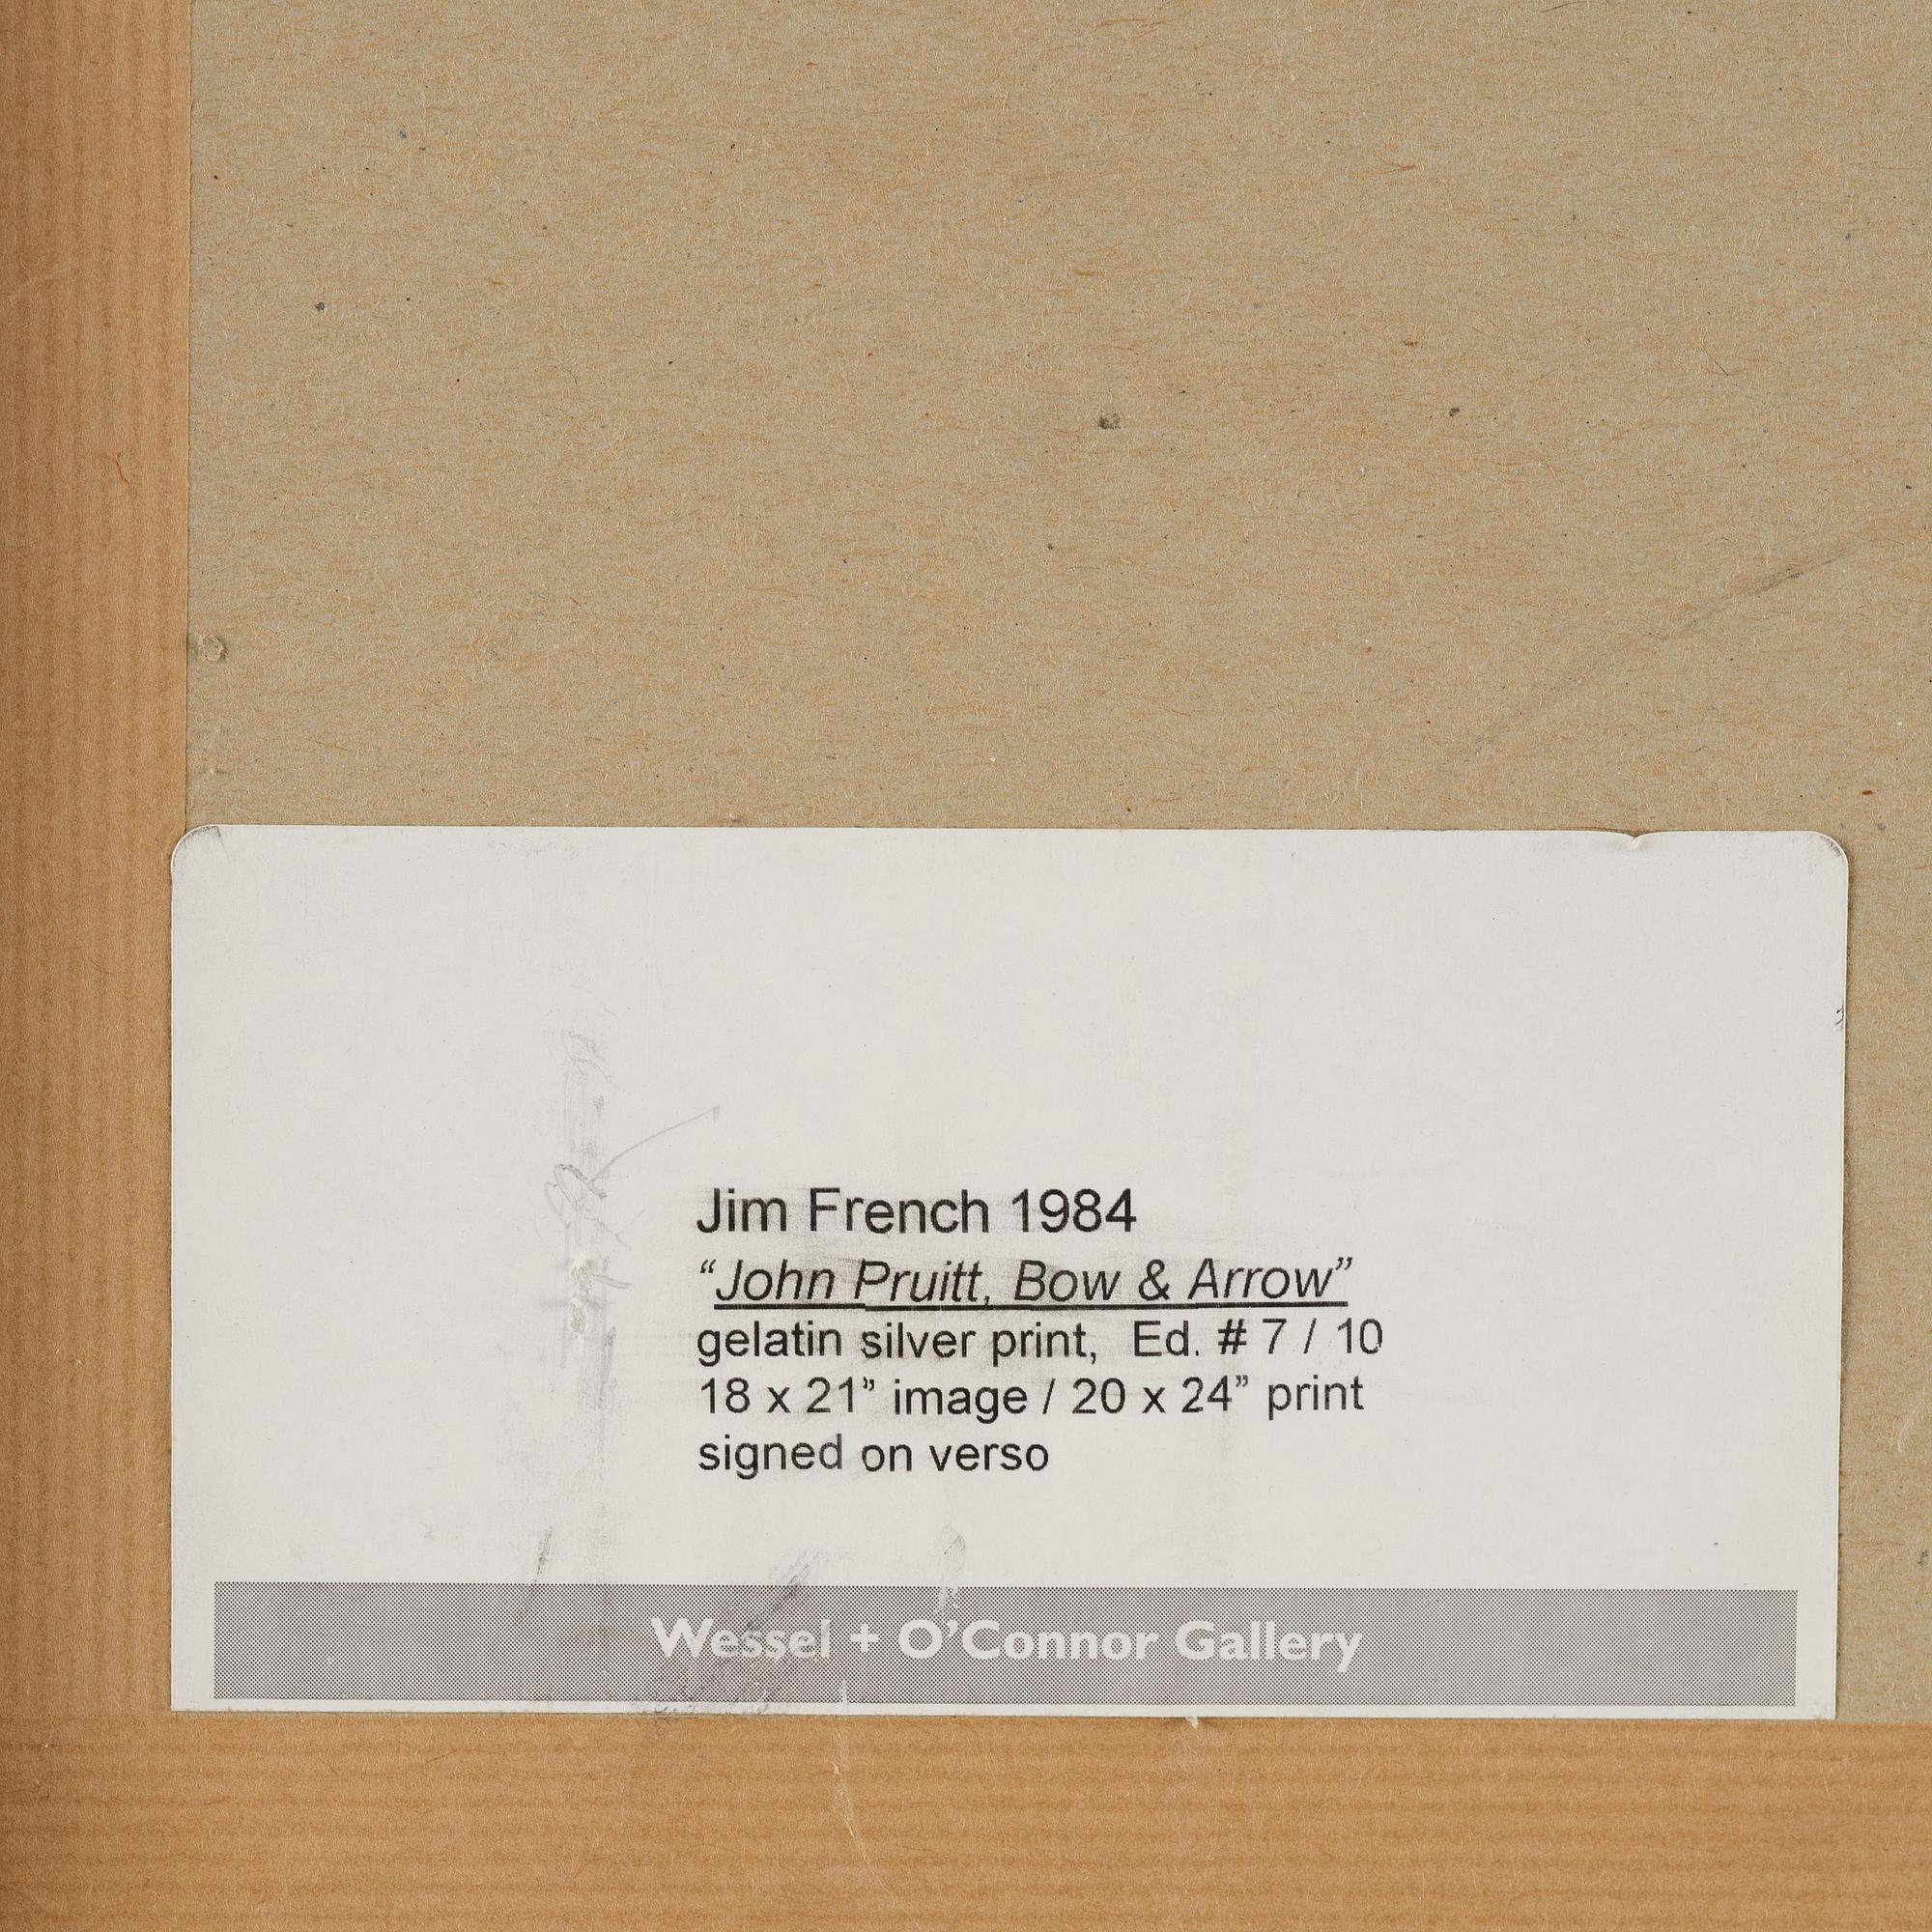 Jim French 1984
“John Pruitt, Bow & Arrow”
gelatin silver print,  Ed. # 7 / 10
18 x 21” image / 20 x 24” print
signed on verso
Wessel + O’Connor Gallery